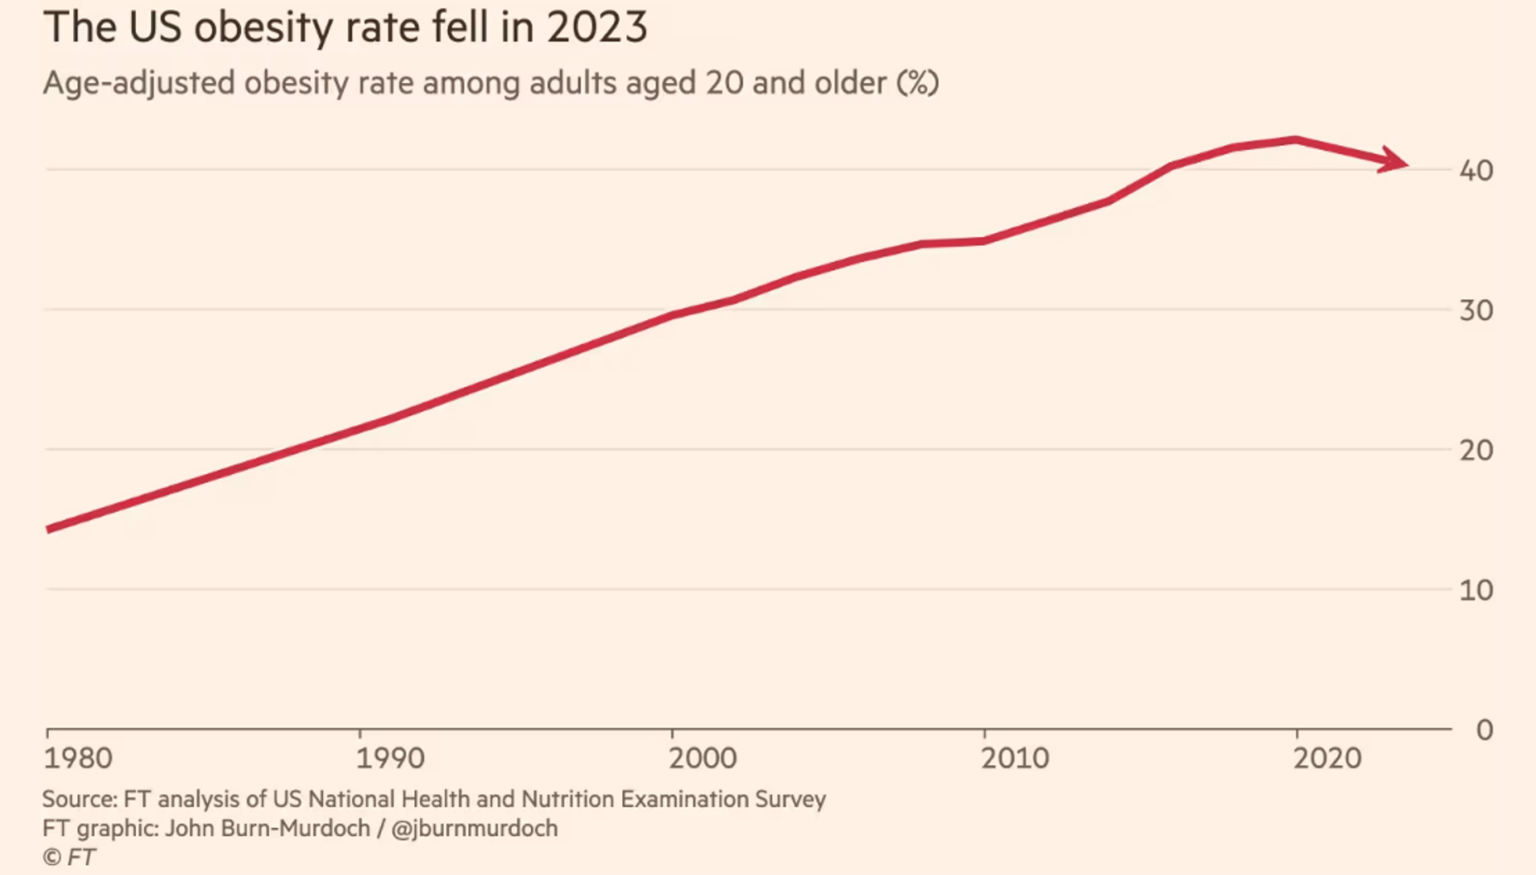 The US obesity rate fell in 2023
Age-adjusted obesity rate among adults aged 20 and older (%)
40
30
20
10
0
1980 1990 2000 2010 2020
Source: FT analysis of US National Health and Nutrition Examination Survey
FT graphic: John Burn-Murdoch / @jburnmurdoch
© FT